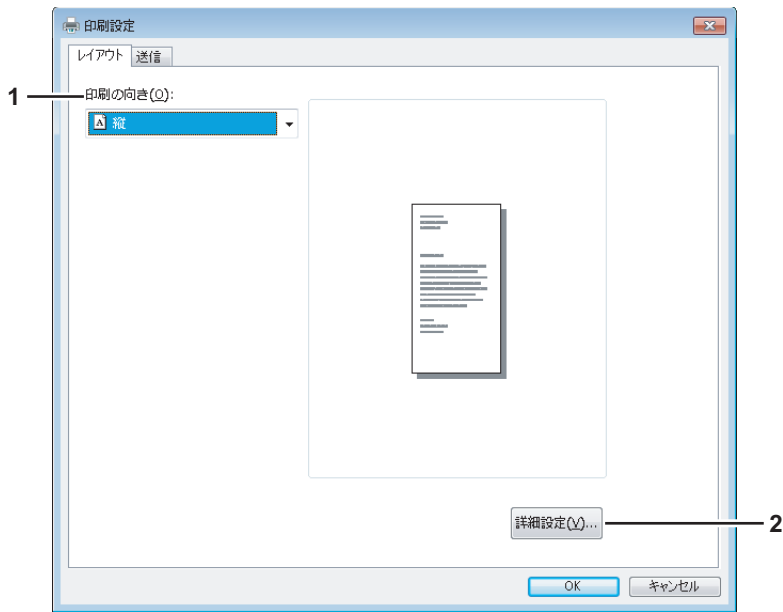 印刷設定
レイアウト 送信
1 印刷の向き(O):
縦
詳細設定(V)... 2
OK キャンセル